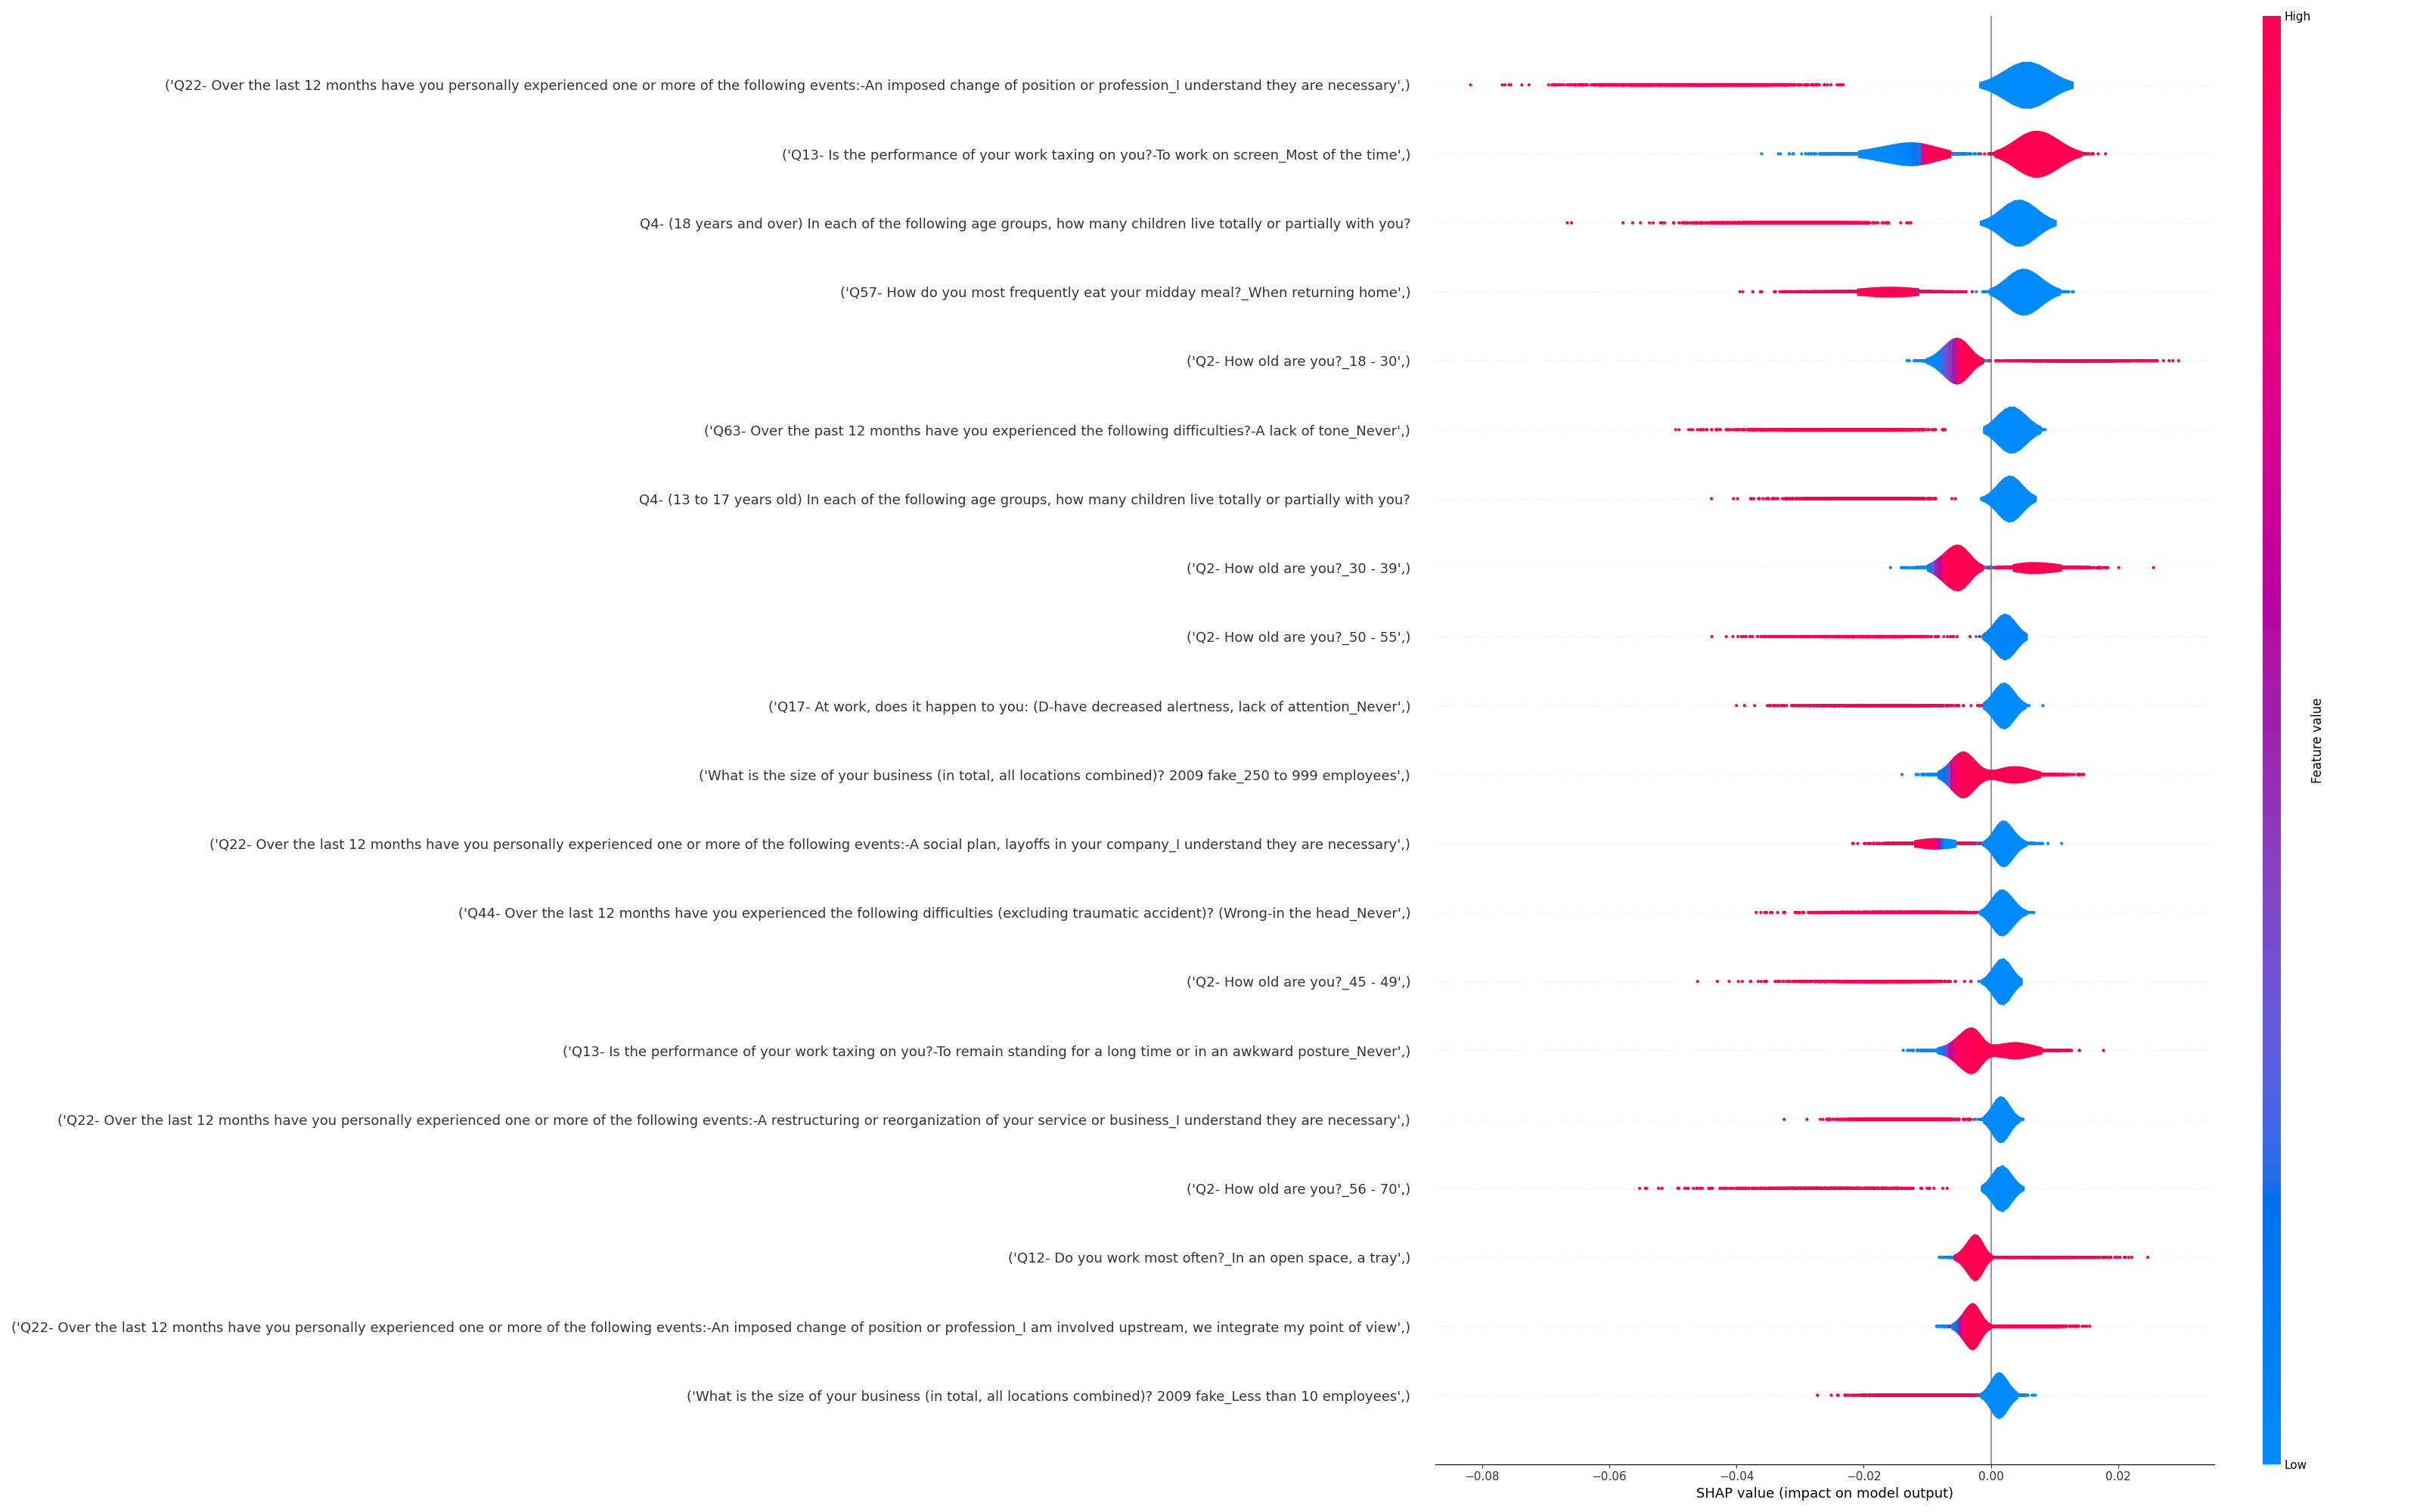 High
('Q22- Over the last 12 months have you personally experienced one or more of the following events:-An imposed change of position or profession_I understand they are necessary',)
('Q13- Is the performance of your work taxing on you?-To work on screen_Most of the time',)
Q4- (18 years and over) In each of the following age groups, how many children live totally or partially with you?
('Q57- How do you most frequently eat your midday meal?_When returning home',)
('Q2- How old are you?_18 - 30',)
('Q63- Over the past 12 months have you experienced the following difficulties?-A lack of tone_Never',)
Q4- (13 to 17 years old) In each of the following age groups, how many children live totally or partially with you?
('Q2- How old are you?_30 - 39',)
('Q2- How old are you?_50 - 55',)
('Q17- At work, does it happen to you: (D-have decreased alertness, lack of attention_Never',)
Feature value
('What is the size of your business (in total, all locations combined)? 2009 fake_250 to 999 employees',)
('Q22- Over the last 12 months have you personally experienced one or more of the following events:-A social plan, layoffs in your company_I understand they are necessary',)
('Q44- Over the last 12 months have you experienced the following difficulties (excluding traumatic accident)? (Wrong-in the head_Never',)
('Q2- How old are you?_45 - 49',)
('Q13- Is the performance of your work taxing on you?-To remain standing for a long time or in an awkward posture_Never',)
('Q22- Over the last 12 months have you personally experienced one or more of the following events:-A restructuring or reorganization of your service or business_I understand they are necessary',)
('Q2- How old are you?_56 - 70',)
('Q12- Do you work most often?_In an open space, a tray',)
('Q22- Over the last 12 months have you personally experienced one or more of the following events:-An imposed change of position or profession_I am involved upstream, we integrate my point of view',)
('What is the size of your business (in total, all locations combined)? 2009 fake_Less than 10 employees',)
Low
−0.08 −0.06 −0.04 −0.02 0.00 0.02
SHAP value (impact on model output)